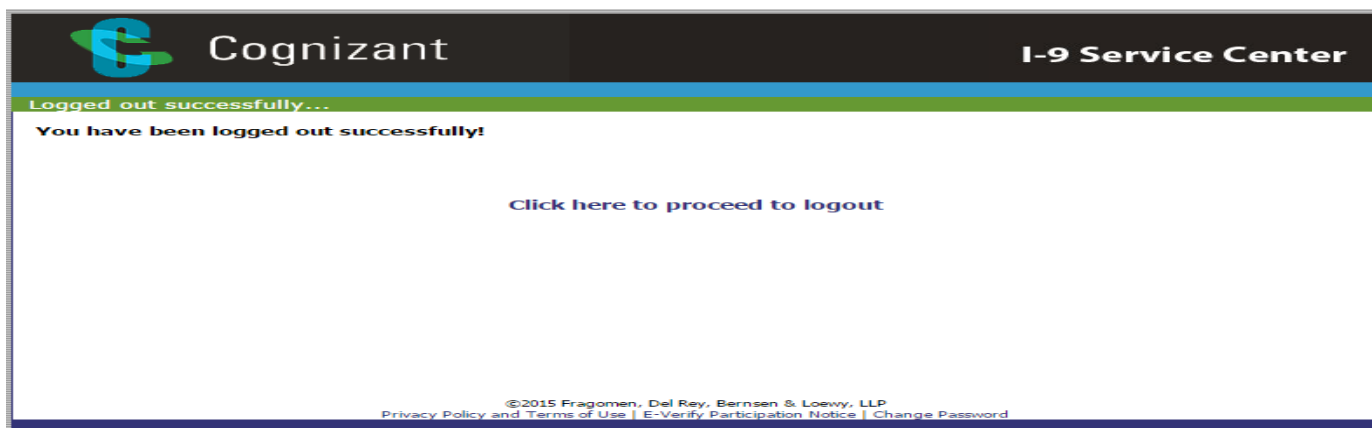 Cognizant
I-9 Service Center
Logged out successfully...
You have been logged out successfully!
Click here to proceed to logout
©2015 Fragomen, Del Rey, Bernsen & Loewy, LLP
Privacy Policy and Terms of Use | E-Verify Participation Notice | Change Password